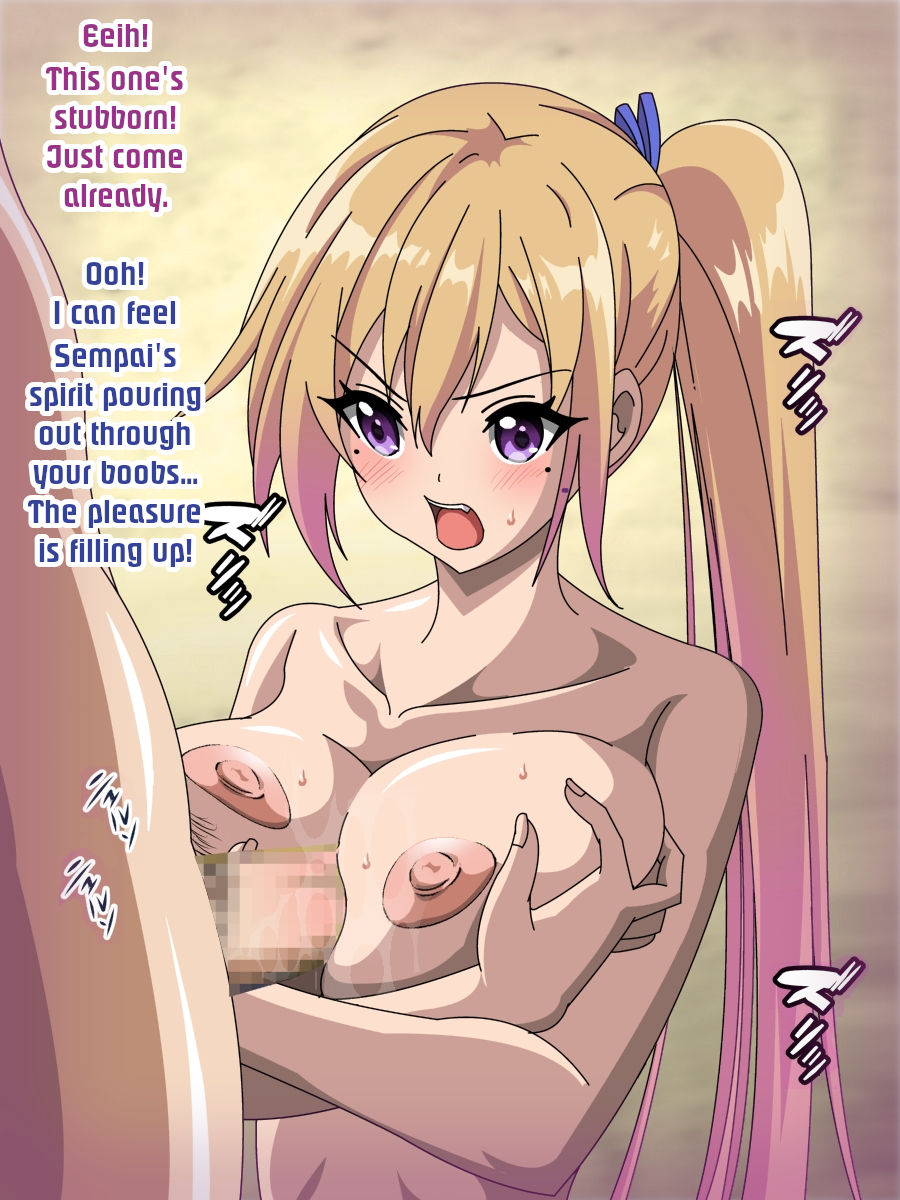 Eeih!
This one's
stubborn!
Just come
already.
Ooh!
I can feel
Sempai's
spirit pouring
out through
your boobs...
The pleasure
is filling up!